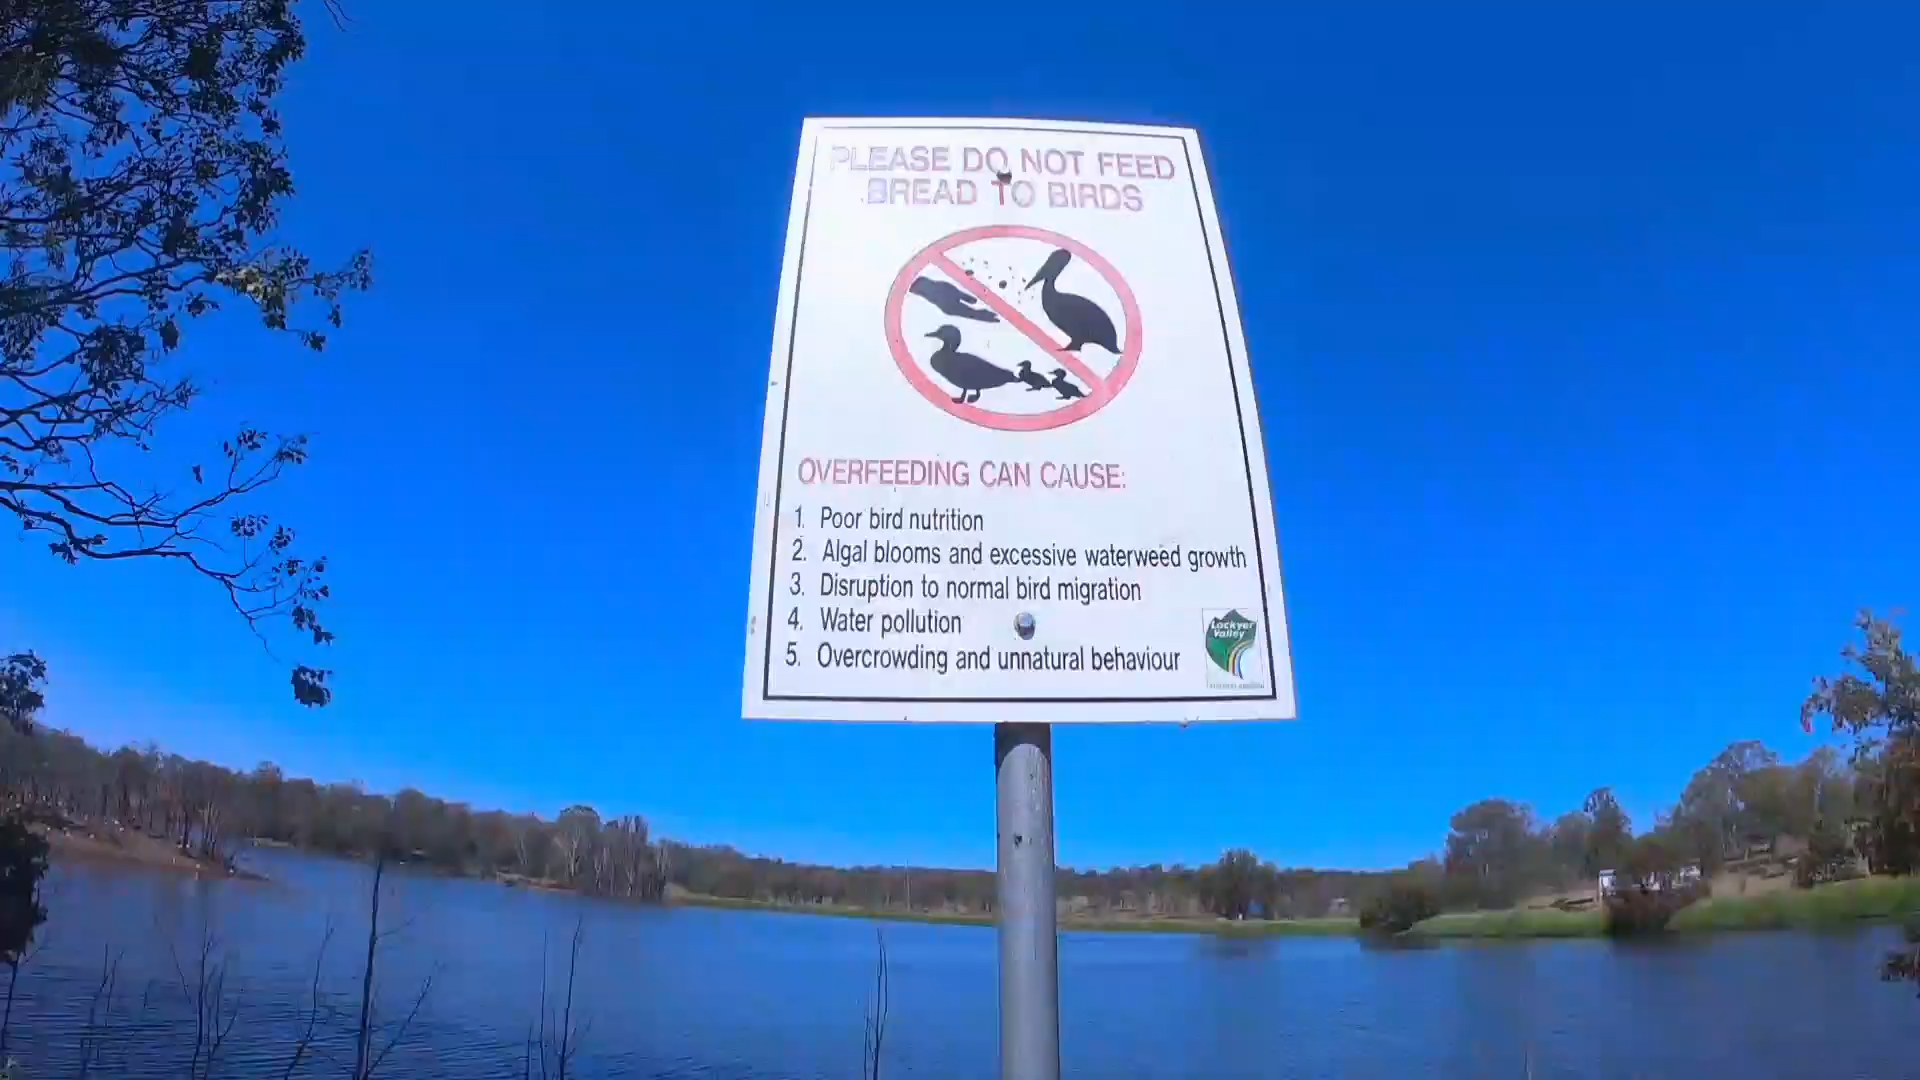 PLEASE DO NOT FEED
BREAD TO BIRDS
OVERFEEDING CAN CAUSE:
1. Poor bird nutrition
2. Algal blooms and excessive waterweed growth
3. Disruption to normal bird migration
4. Water pollution
5. Overcrowding and unnatural behaviour
Lockyer
Valley